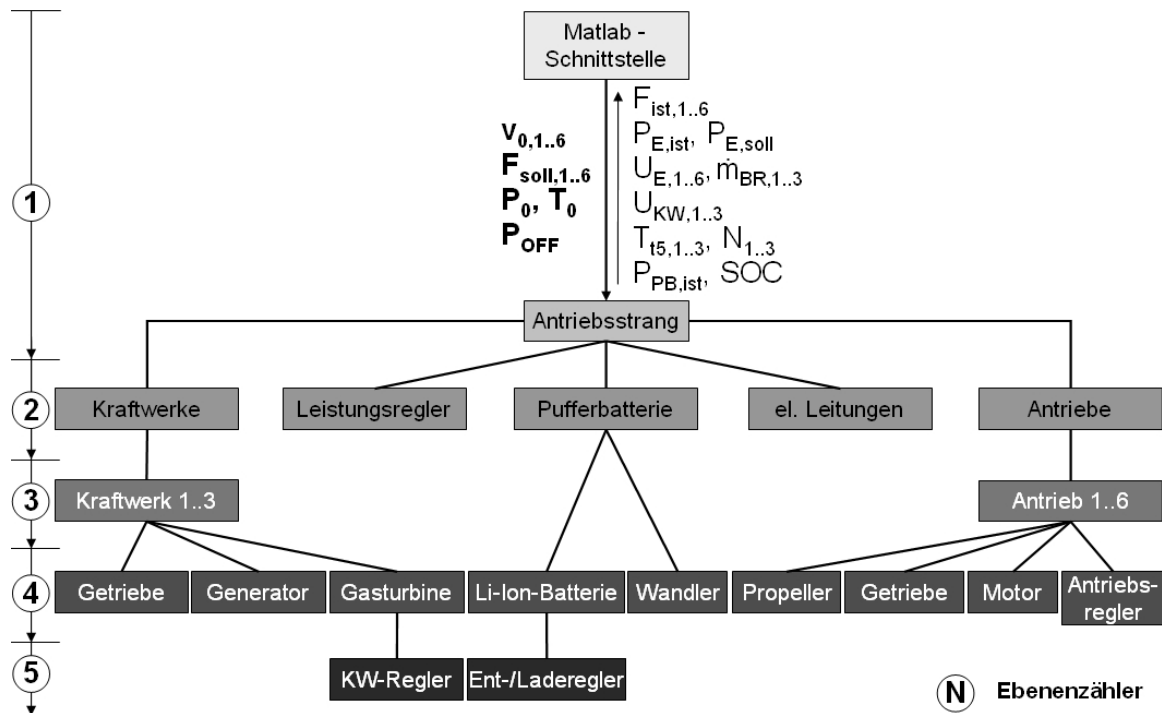 Matlab -
Schnittstelle
v0,1..6
Fsoll,1..6
P0, T0
POFF
Fist,1..6
PE,ist, PE,soll
UE,1..6, ṁBR,1..3
UKW,1..3
Tt5,1..3, N1..3
PPB,ist, SOC
1
Antriebsstrang
2
Kraftwerke
Leistungsregler
Pufferbatterie
el. Leitungen
Antriebe
3
Kraftwerk 1..3
Antrieb 1..6
4
Getriebe
Generator
Gasturbine
Li-Ion-Batterie
Wandler
Propeller
Getriebe
Motor
Antriebs-
regler
5
KW-Regler
Ent-/Laderegler
N Ebenenzähler